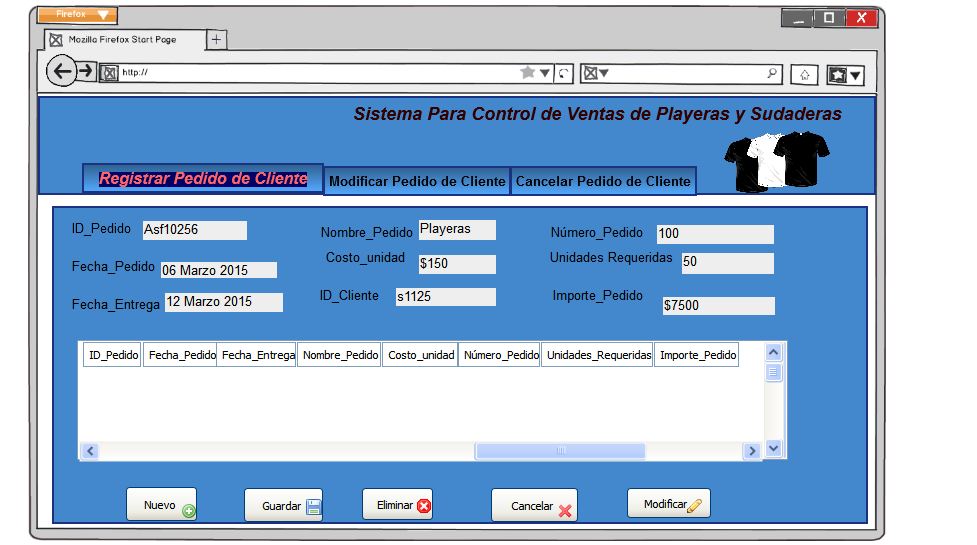 Firefox
Mozilla Firefox Start Page
http://
Sistema Para Control de Ventas de Playeras y Sudaderas
Registrar Pedido de Cliente Modificar Pedido de Cliente Cancelar Pedido de Cliente
ID_Pedido Asf10256 Nombre_Pedido Playeras Número_Pedido 100
Fecha_Pedido 06 Marzo 2015 Costo_unidad $150 Unidades Requeridas 50
Fecha_Entrega 12 Marzo 2015 ID_Cliente s1125 Importe_Pedido $7500
ID_Pedido Fecha_Pedido Fecha_Entrega Nombre_Pedido Costo_unidad Número_Pedido Unidades_Requeridas Importe_Pedido
Nuevo Guardar Eliminar Cancelar Modificar